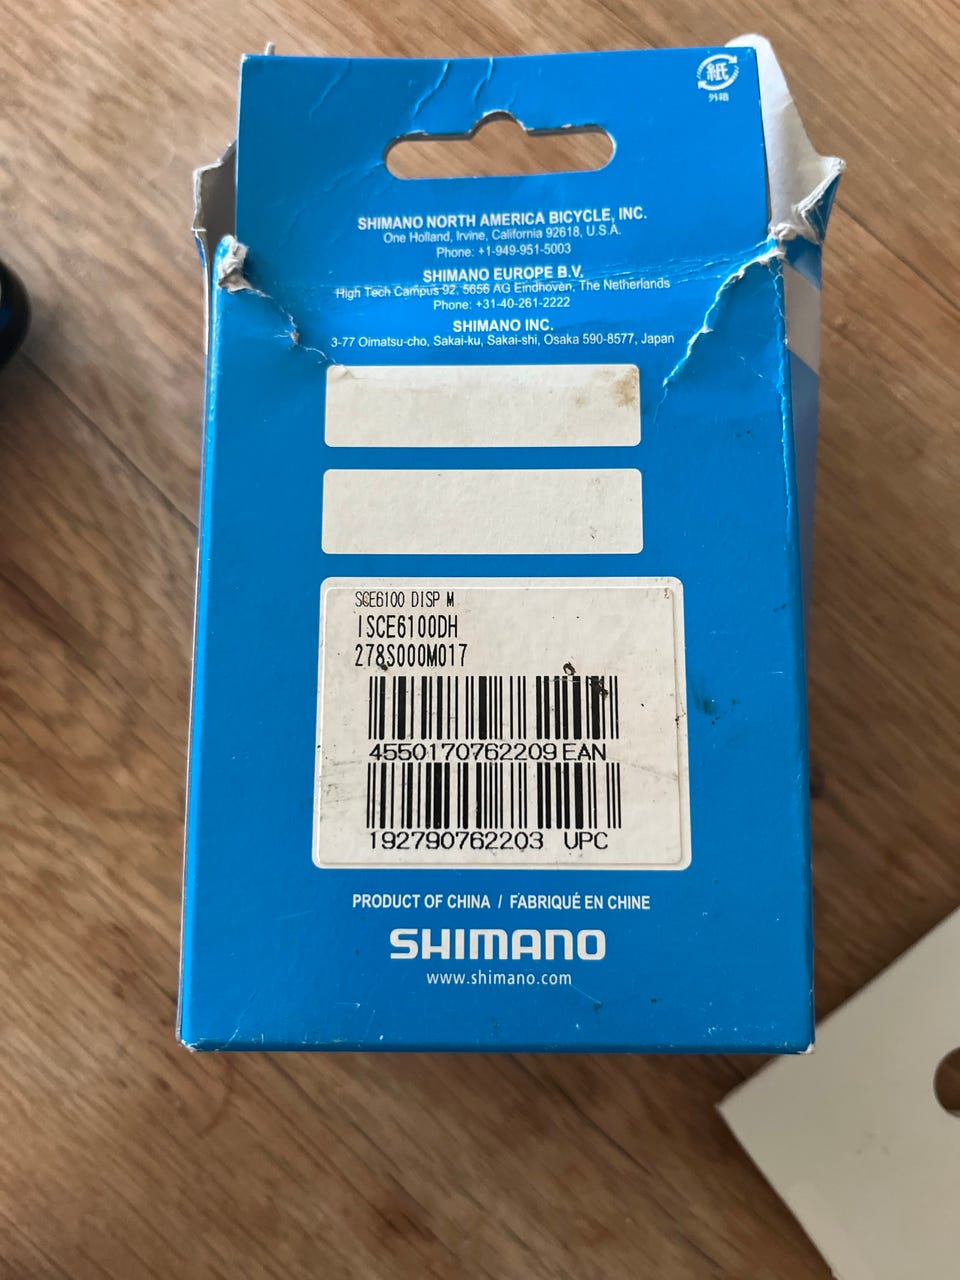 紙
外箱
SHIMANO NORTH AMERICA BICYCLE, INC.
One Holland, Irvine, California 92618, U.S.A.
Phone: +1-949-951-5003
SHIMANO EUROPE B.V.
High Tech Campus 92, 5656 AG Eindhoven, The Netherlands
Phone: +31-40-261-2222
SHIMANO INC.
3-77 Oimatsu-cho, Sakai-ku, Sakai-shi, Osaka 590-8577, Japan
SCE6100 DISP M
ISCE6100DH
278S000M017
4550170762209 EAN
192790762203 UPC
PRODUCT OF CHINA / FABRIQUÉ EN CHINE
SHIMANO
www.shimano.com